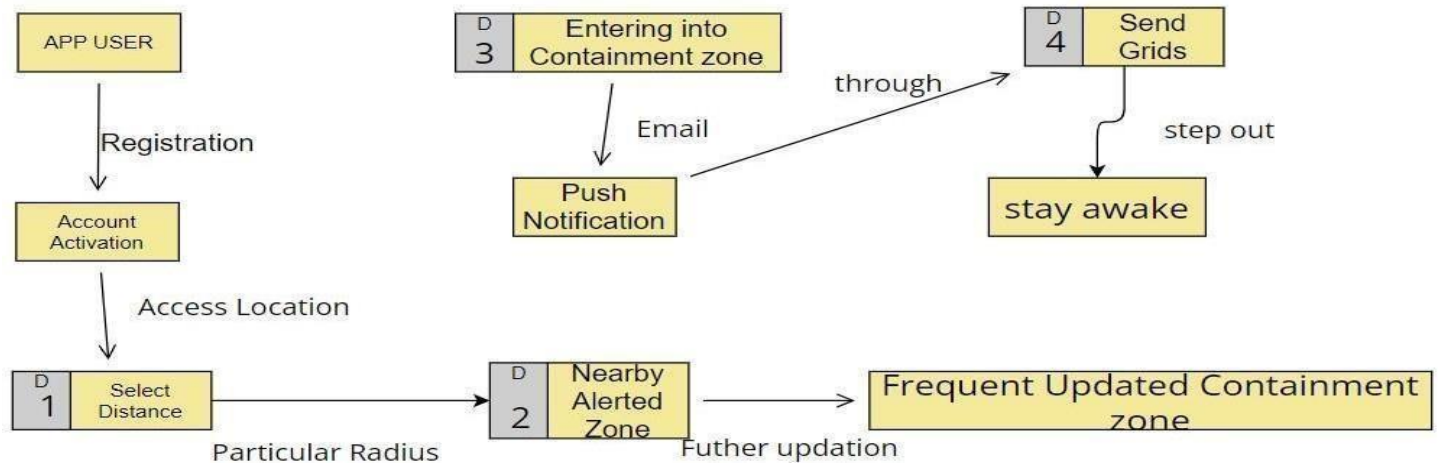 APP USER
Registration
Account
Activation
Access Location
D
1
Select
Distance
Particular Radius
D
2
Nearby
Alerted
Zone
Futher updation
Frequent Updated Containment
zone
D
3
Entering into
Containment zone
Email
Push
Notification
through
D
4
Send
Grids
step out
stay awake